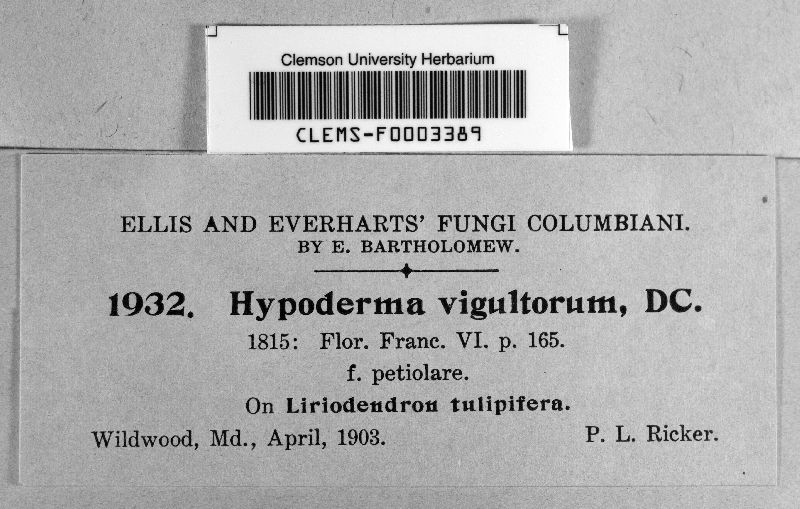 Clemson University Herbarium
CLEMS-F0003389
ELLIS AND EVERHARTS' FUNGI COLUMBIANI.
BY E. BARTHOLOMEW.
1932. Hypoderma vigultorum, DC.
1815: Flor. Franc. VI. p. 165.
f. petiolare.
On Liriodendron tulipifera.
Wildwood, Md., April, 1903. P. L. Ricker.